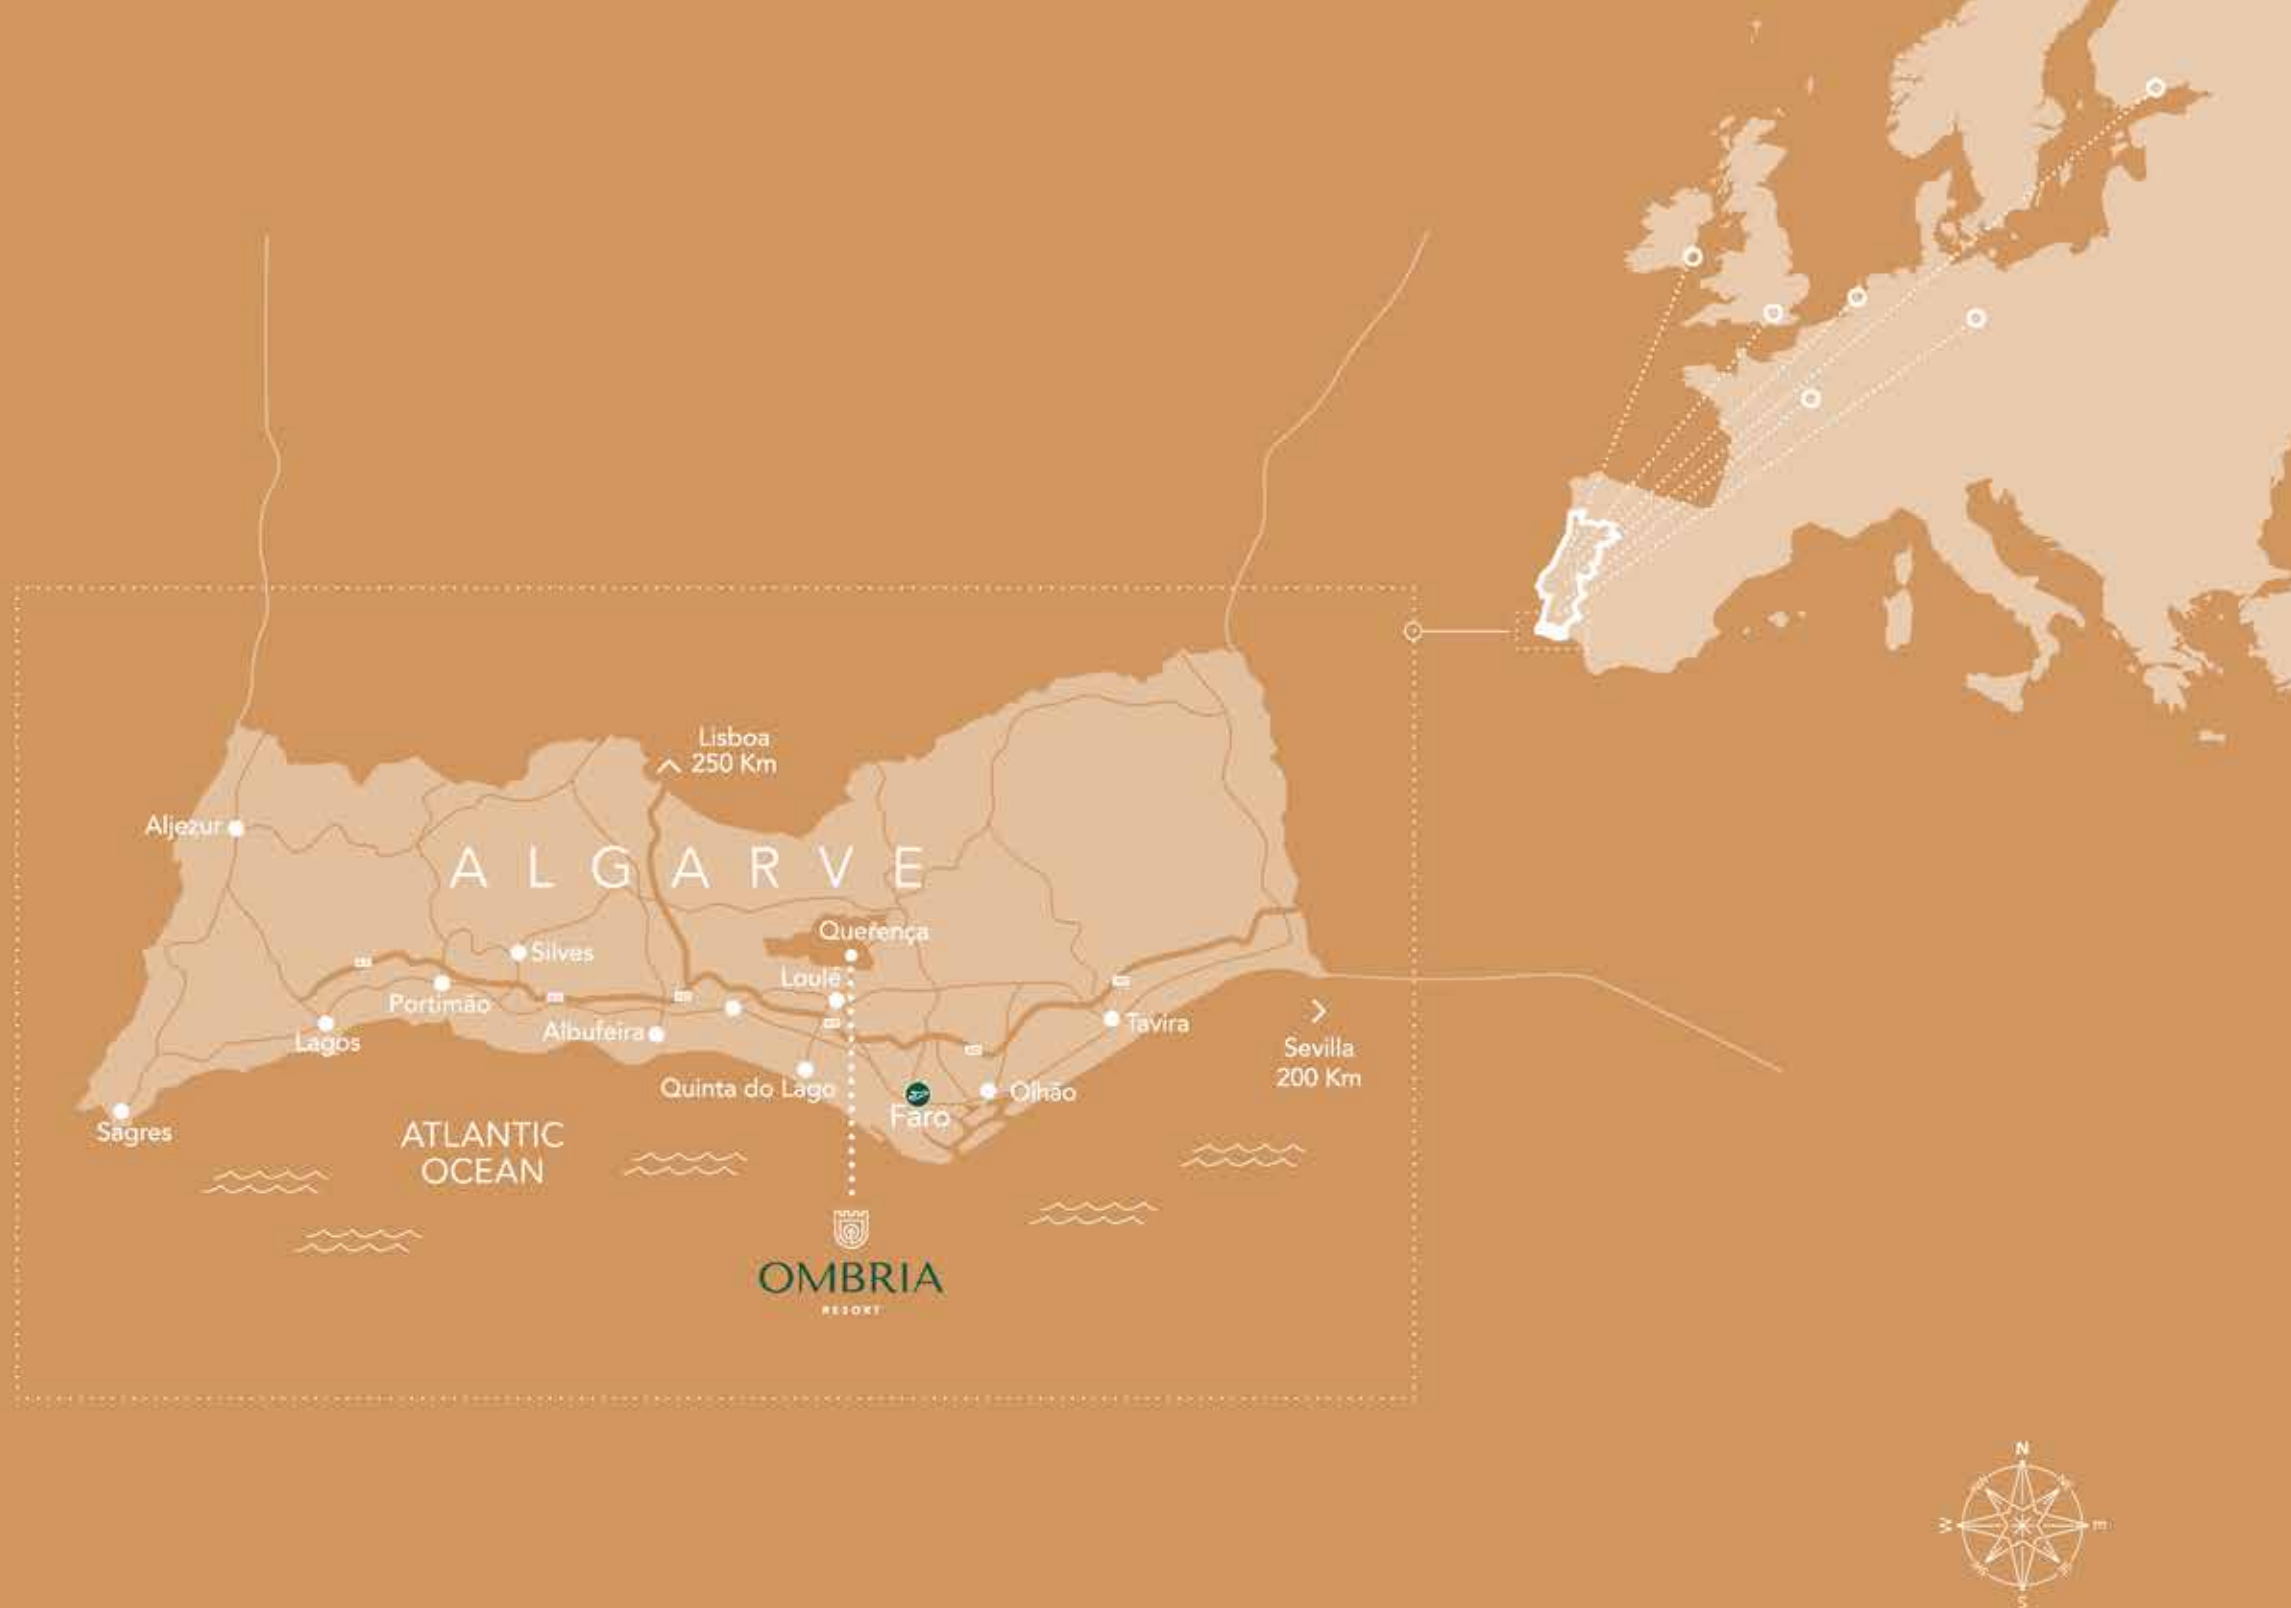 Lisboa
250 Km
Aljezur
ALGARVE
Querença
Silves
Loulé
Portimão
Lagos
Albufeira
Tavira
Sevilla
200 Km
Quinta do Lago
Olhão
Faro
Sagres
ATLANTIC
OCEAN
OMBRIA
RESORT
N
W
E
S